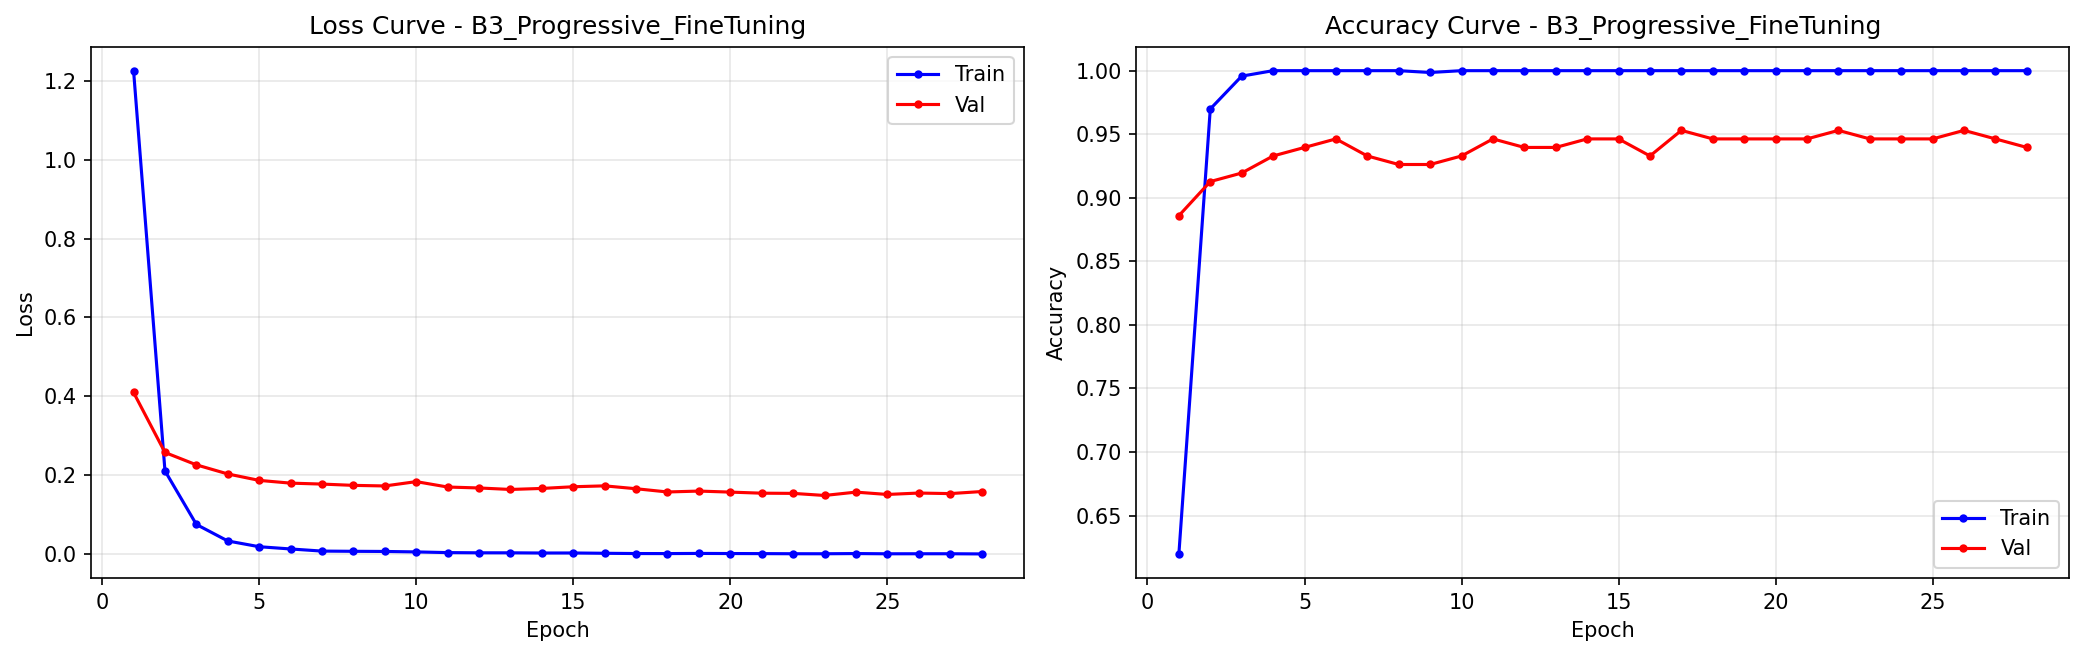 Loss Curve - B3_Progressive_FineTuning
Loss
1.2
1.0
0.8
0.6
0.4
0.2
0.0
Train
Val
0 5 10 15 20 25
Epoch
Accuracy Curve - B3_Progressive_FineTuning
Accuracy
1.00
0.95
0.90
0.85
0.80
0.75
0.70
0.65
Train
Val
0 5 10 15 20 25
Epoch